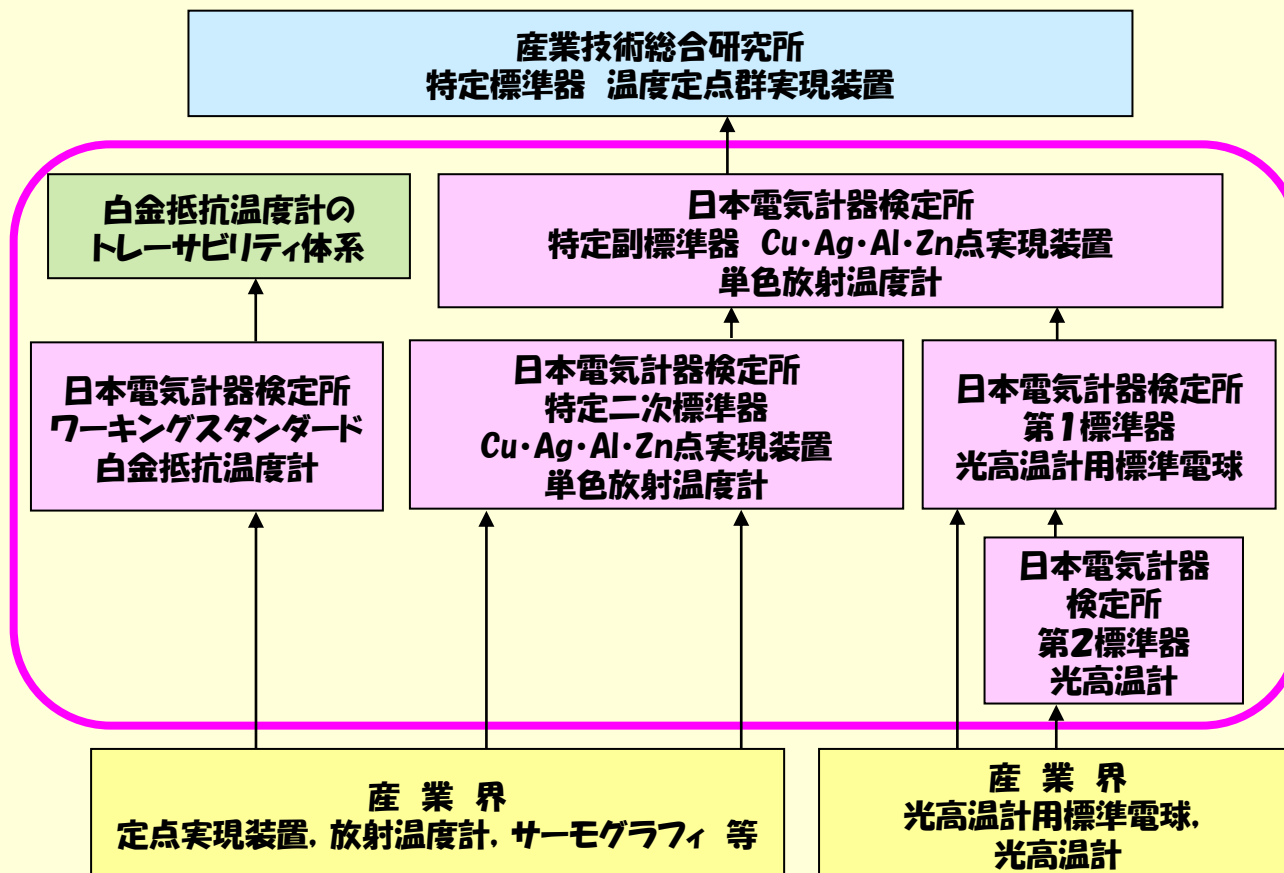 産業技術総合研究所
特定標準器 温度定点群実現装置
白金抵抗温度計の
トレーサビリティ体系
日本電気計器検定所
特定副標準器 Cu・Ag・Al・Zn点実現装置
単色放射温度計
日本電気計器検定所
ワーキングスタンダード
白金抵抗温度計
日本電気計器検定所
特定二次標準器
Cu・Ag・Al・Zn点実現装置
単色放射温度計
日本電気計器検定所
第1標準器
光高温計用標準電球
日本電気計器
検定所
第2標準器
光高温計
産 業 界
定点実現装置, 放射温度計, サーモグラフィ 等
産 業 界
光高温計用標準電球,
光高温計